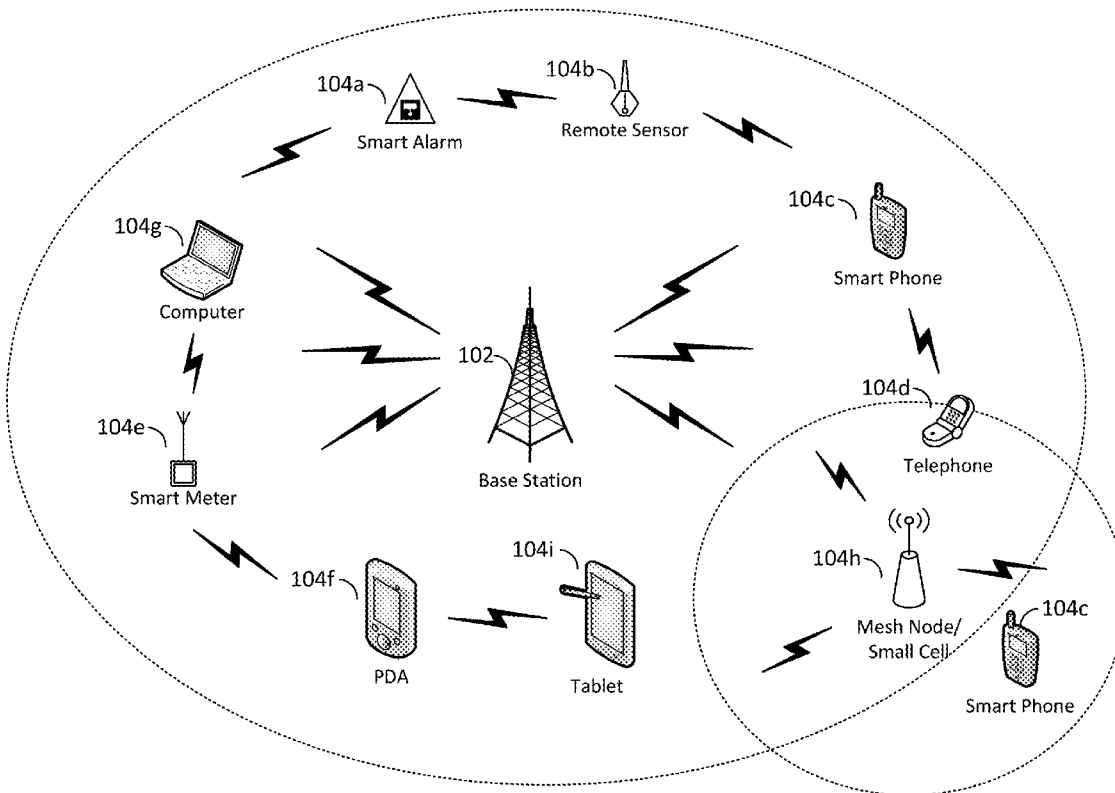 104a
Smart Alarm
104b
Remote Sensor
104c
Smart Phone
104g
Computer
102
Base Station
104d
Telephone
104e
Smart Meter
104f
PDA
104i
Tablet
104h
Mesh Node/
Small Cell
104c
Smart Phone